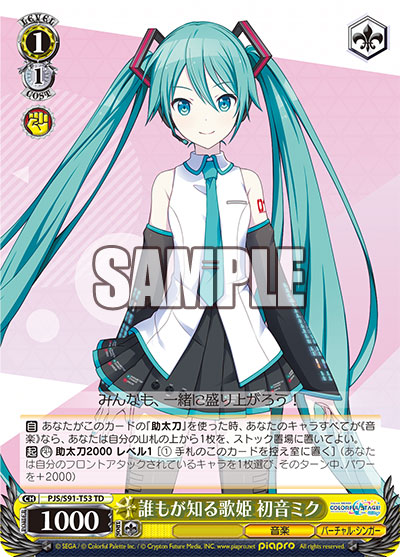 LEVEL
1
1
COST
01
SAMPLE
みんなも、一緒に盛り上がろう！
自 あなたがこのカードの「助太刀」を使った時、あなたのキャラすべてが《音
楽》なら、あなたは自分の山札の上から1枚を、ストック置場に置いてよい。
起 助太刀2000 レベル1 [① 手札のこのカードを控え室に置く] （あなた
は自分のフロントアタックされているキャラを1枚選び、そのターン中、パワー
を+2000）
CH PJS/S91-T53 TD
誰もが知る歌姫 初音ミク
COLORFUL STAGE!
POWER
1000
音楽 バーチャル・シンガー
© SEGA / © Colorful Palette Inc. / © Crypton Future Media, INC. www.piapro.net piapro All rights reserved.